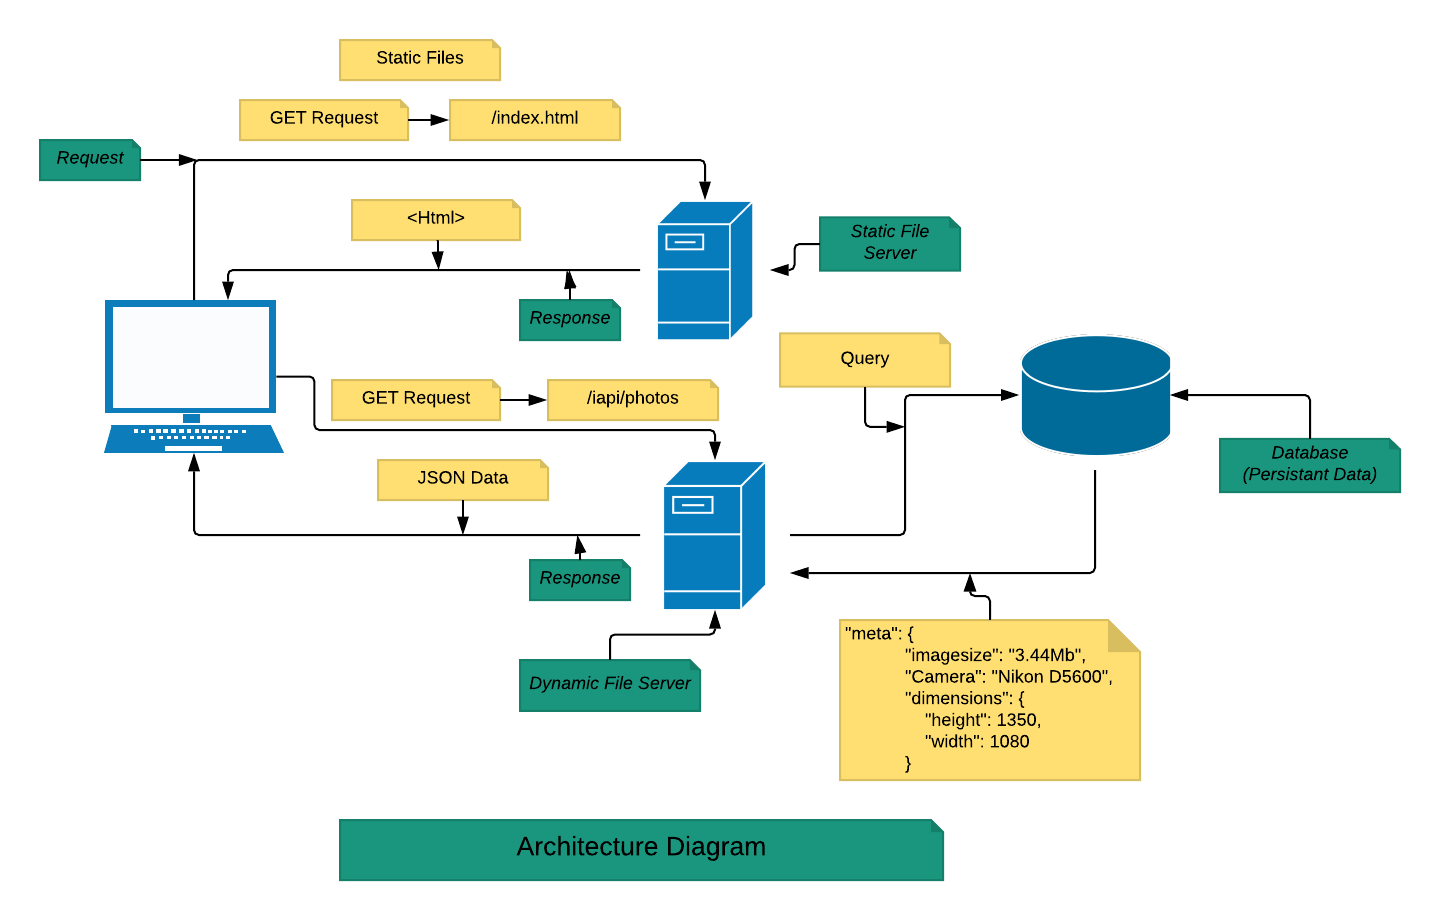 Static Files
GET Request
/index.html
Request
<Html>
Static File
Server
Response
Query
GET Request
/iapi/photos
Database
(Persistant Data)
JSON Data
Response
Dynamic File Server
"meta": {
"imagesize": "3.44Mb",
"Camera": "Nikon D5600",
"dimensions": {
"height": 1350,
"width": 1080
}
Architecture Diagram